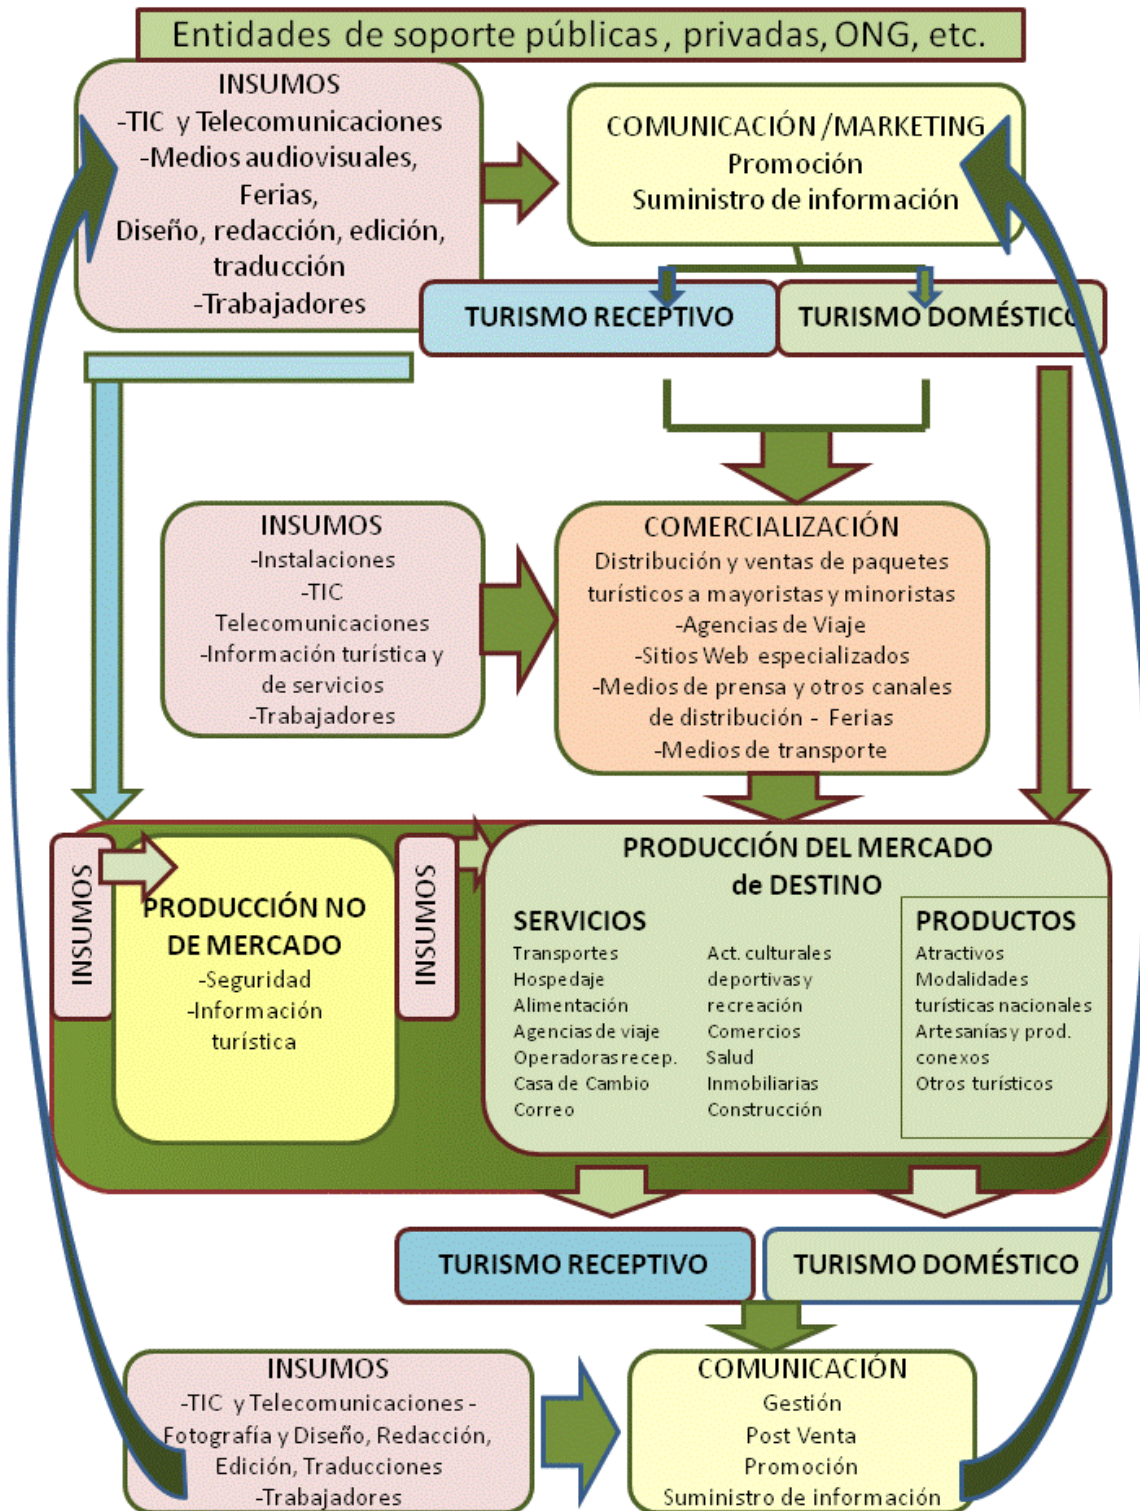 Entidades de soporte públicas, privadas, ONG, etc.
INSUMOS
-TIC y Telecomunicaciones
-Medios audiovisuales,
Ferias,
Diseño, redacción, edición,
traducción
-Trabajadores
COMUNICACIÓN /MARKETING
Promoción
Suministro de información
TURISMO RECEPTIVO
TURISMO DOMÉSTICO
INSUMOS
-Instalaciones
-TIC
Telecomunicaciones
-Información turística y
de servicios
-Trabajadores
COMERCIALIZACIÓN
Distribución y ventas de paquetes
turísticos a mayoristas y minoristas
-Agencias de Viaje
-Sitios Web especializados
-Medios de prensa y otros canales
de distribución - Ferias
-Medios de transporte
INSUMOS
PRODUCCIÓN NO
DE MERCADO
-Seguridad
-Información
turística
INSUMOS
PRODUCCIÓN DEL MERCADO
de DESTINO
SERVICIOS
Transportes
Hospedaje
Alimentación
Agencias de viaje
Operadoras recep.
Casa de Cambio
Correo
Act. culturales
deportivas y
recreación
Comercios
Salud
Inmobiliarias
Construcción
PRODUCTOS
Atractivos
Modalidades
turísticas nacionales
Artesanías y prod.
conexos
Otros turísticos
TURISMO RECEPTIVO
TURISMO DOMÉSTICO
INSUMOS
-TIC y Telecomunicaciones -
Fotografía y Diseño, Redacción,
Edición, Traducciones
-Trabajadores
COMUNICACIÓN
Gestión
Post Venta
Promoción
Suministro de información